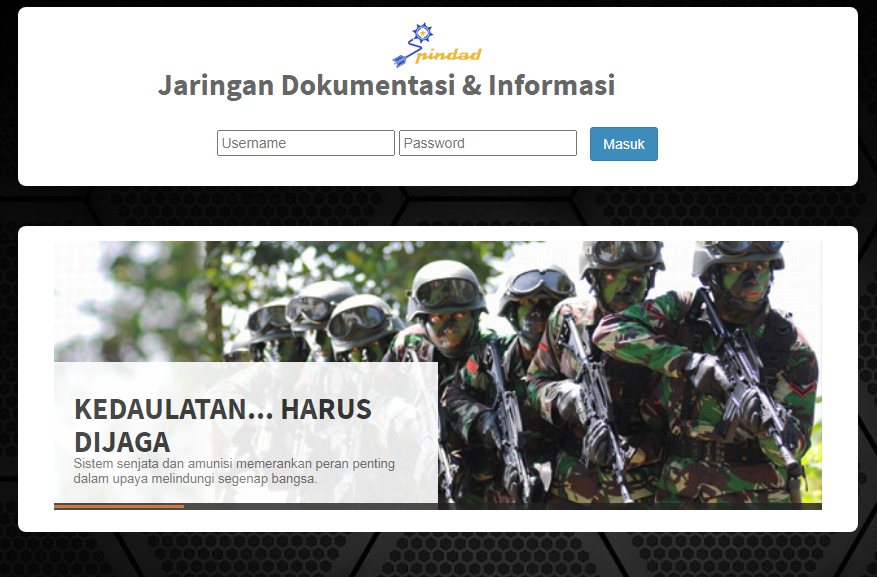 pindad
Jaringan Dokumentasi & Informasi
Username Password Masuk
KEDAULATAN... HARUS
DIJAGA
Sistem senjata dan amunisi memerankan peran penting
dalam upaya melindungi segenap bangsa.